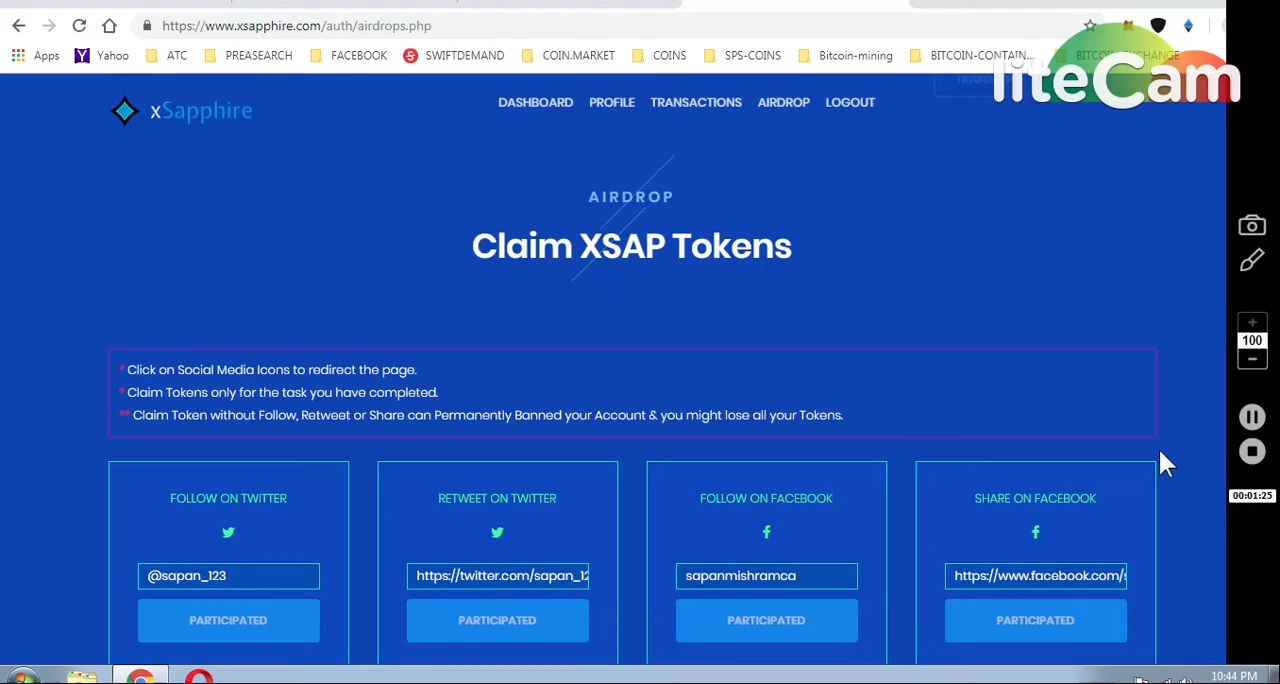 https://www.xsapphire.com/auth/airdrops.php
Apps Yahoo ATC PREASEARCH FACEBOOK SWIFTDEMAND COIN.MARKET COINS SPS-COINS Bitcoin-mining BITCOIN-CONTAIN... BITCOIN-EXCHANGE
liteCam
xSapphire
DASHBOARD PROFILE TRANSACTIONS AIRDROP LOGOUT
AIRDROP
Claim XSAP Tokens
100
* Click on Social Media Icons to redirect the page.
* Claim Tokens only for the task you have completed.
** Claim Token without Follow, Retweet or Share can Permanently Banned your Account & you might lose all your Tokens.
00:01:25
FOLLOW ON TWITTER RETWEET ON TWITTER FOLLOW ON FACEBOOK SHARE ON FACEBOOK
@sapan_123 https://twitter.com/sapan_12 sapanmishramca https://www.facebook.com/s
PARTICIPATED PARTICIPATED PARTICIPATED PARTICIPATED
10:44 PM